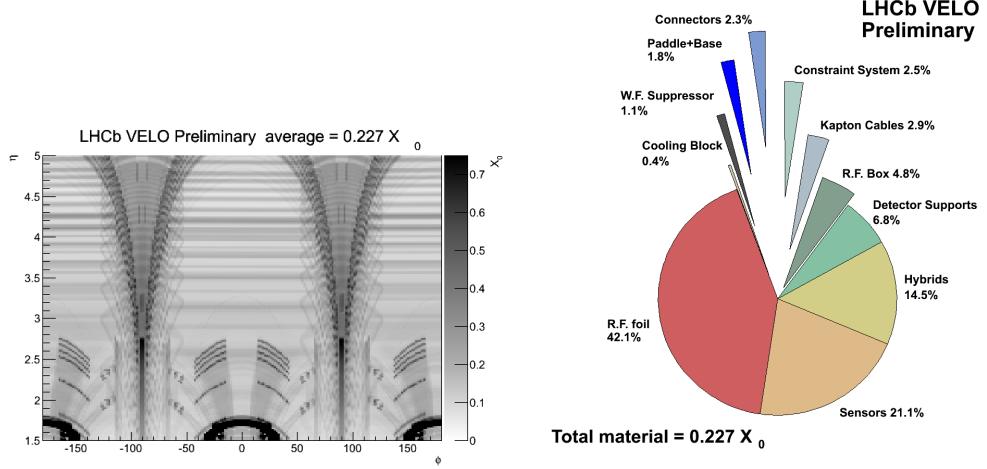 LHCb VELO Preliminary average = 0.227 X0
η
5
4.5
4
3.5
3
2.5
2
1.5
-150 -100 -50 0 50 100 150
ϕ
X0
0.7
0.6
0.5
0.4
0.3
0.2
0.1
0
LHCb VELO
Preliminary
Connectors 2.3%
Paddle+Base
1.8%
W.F. Suppressor
1.1%
Cooling Block
0.4%
Constraint System 2.5%
Kapton Cables 2.9%
R.F. Box 4.8%
Detector Supports
6.8%
Hybrids
14.5%
R.F. foil
42.1%
Sensors 21.1%
Total material = 0.227 X 0